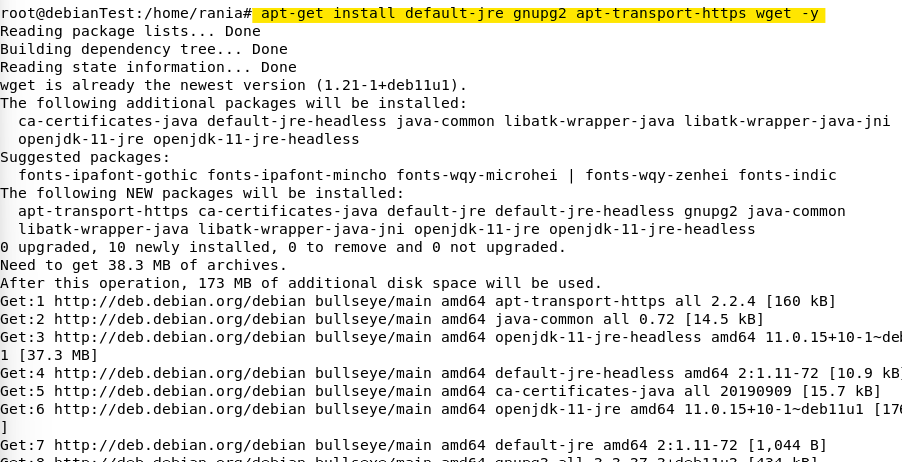 root@debianTest:/home/rania# apt-get install default-jre gnupg2 apt-transport-https wget -y
Reading package lists... Done
Building dependency tree... Done
Reading state information... Done
wget is already the newest version (1.21-1+deb11u1).
The following additional packages will be installed:
  ca-certificates-java default-jre-headless java-common libatk-wrapper-java libatk-wrapper-java-jni
  openjdk-11-jre openjdk-11-jre-headless
Suggested packages:
  fonts-ipafont-gothic fonts-ipafont-mincho fonts-wqy-microhei | fonts-wqy-zenhei fonts-indic
The following NEW packages will be installed:
  apt-transport-https ca-certificates-java default-jre default-jre-headless gnupg2 java-common
  libatk-wrapper-java libatk-wrapper-java-jni openjdk-11-jre openjdk-11-jre-headless
0 upgraded, 10 newly installed, 0 to remove and 0 not upgraded.
Need to get 38.3 MB of archives.
After this operation, 173 MB of additional disk space will be used.
Get:1 http://deb.debian.org/debian bullseye/main amd64 apt-transport-https all 2.2.4 [160 kB]
Get:2 http://deb.debian.org/debian bullseye/main amd64 java-common all 0.72 [14.5 kB]
Get:3 http://deb.debian.org/debian bullseye/main amd64 openjdk-11-jre-headless amd64 11.0.15+10-1~deb
1 [37.3 MB]
Get:4 http://deb.debian.org/debian bullseye/main amd64 default-jre-headless amd64 2:1.11-72 [10.9 kB]
Get:5 http://deb.debian.org/debian bullseye/main amd64 ca-certificates-java all 20190909 [15.7 kB]
Get:6 http://deb.debian.org/debian bullseye/main amd64 openjdk-11-jre amd64 11.0.15+10-1~deb11u1 [176
]
Get:7 http://deb.debian.org/debian bullseye/main amd64 default-jre amd64 2:1.11-72 [1,044 B]
Get:8 http://deb.debian.org/debian bullseye/main amd64 gnupg2 all